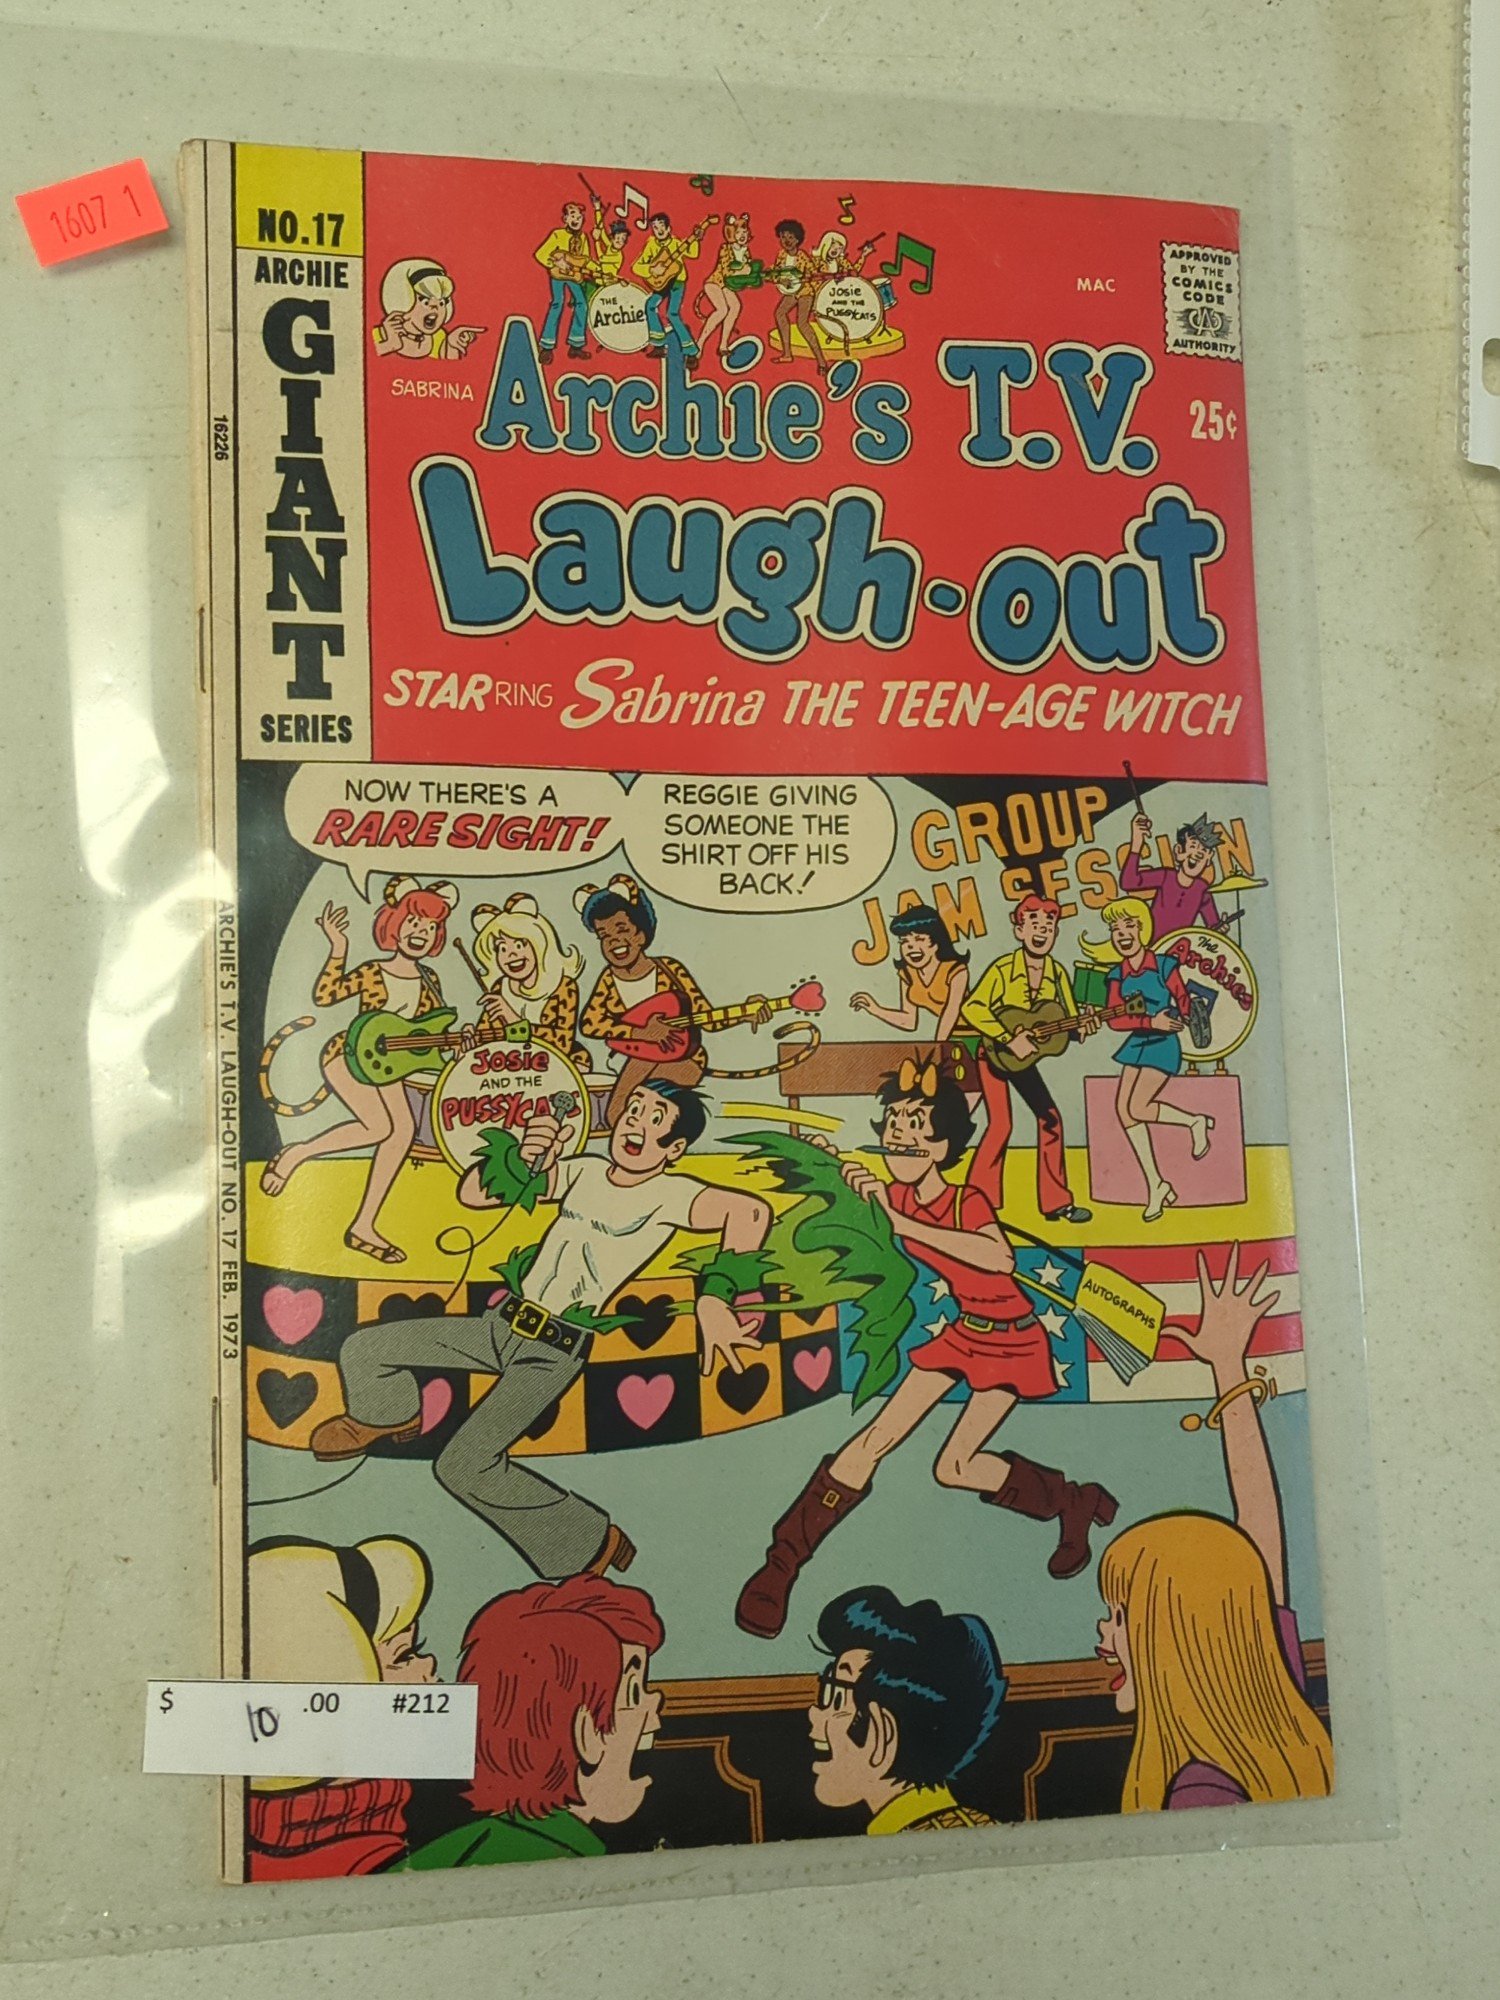 1607 1
NO.17
ARCHIE
GIANT
SERIES
16226
ARCHIE'S T.V. LAUGH-OUT NO. 17 FEB. 1973
SABRINA
THE
Archie
Josie
AND THE
PUSSYCATS
MAC
APPROVED
BY THE
COMICS
CODE
CA
AUTHORITY
Archie's T.V.
25¢
Laugh-out
STARRING Sabrina THE TEEN-AGE WITCH
NOW THERE'S A
RARE SIGHT!
REGGIE GIVING
SOMEONE THE
SHIRT OFF HIS
BACK!
GROUP
JAM SESSION
The
Archies
Josie
AND THE
PUSSYCA
AUTOGRAPHS
$ 10 .00 #212